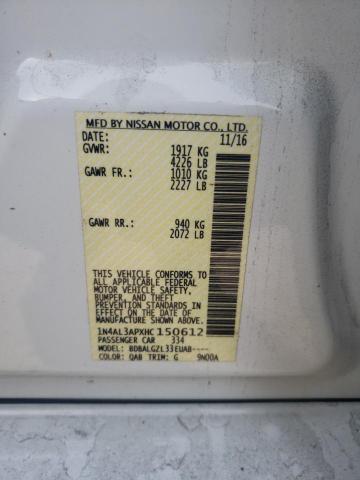 MFD BY NISSAN MOTOR CO., LTD.
DATE: 11/16
GVWR: 1917 KG
4226 LB
GAWR FR.: 1010 KG
2227 LB
GAWR RR.: 940 KG
2072 LB
THIS VEHICLE CONFORMS TO
ALL APPLICABLE FEDERAL
MOTOR VEHICLE SAFETY,
BUMPER, AND THEFT
PREVENTION STANDARDS IN
EFFECT ON THE DATE OF
MANUFACTURE SHOWN ABOVE.
1N4AL3APXHC150612
PASSENGER CAR 334
MODEL: BDBALGZL33EUAB----
COLOR: QAB TRIM: G 9N00A